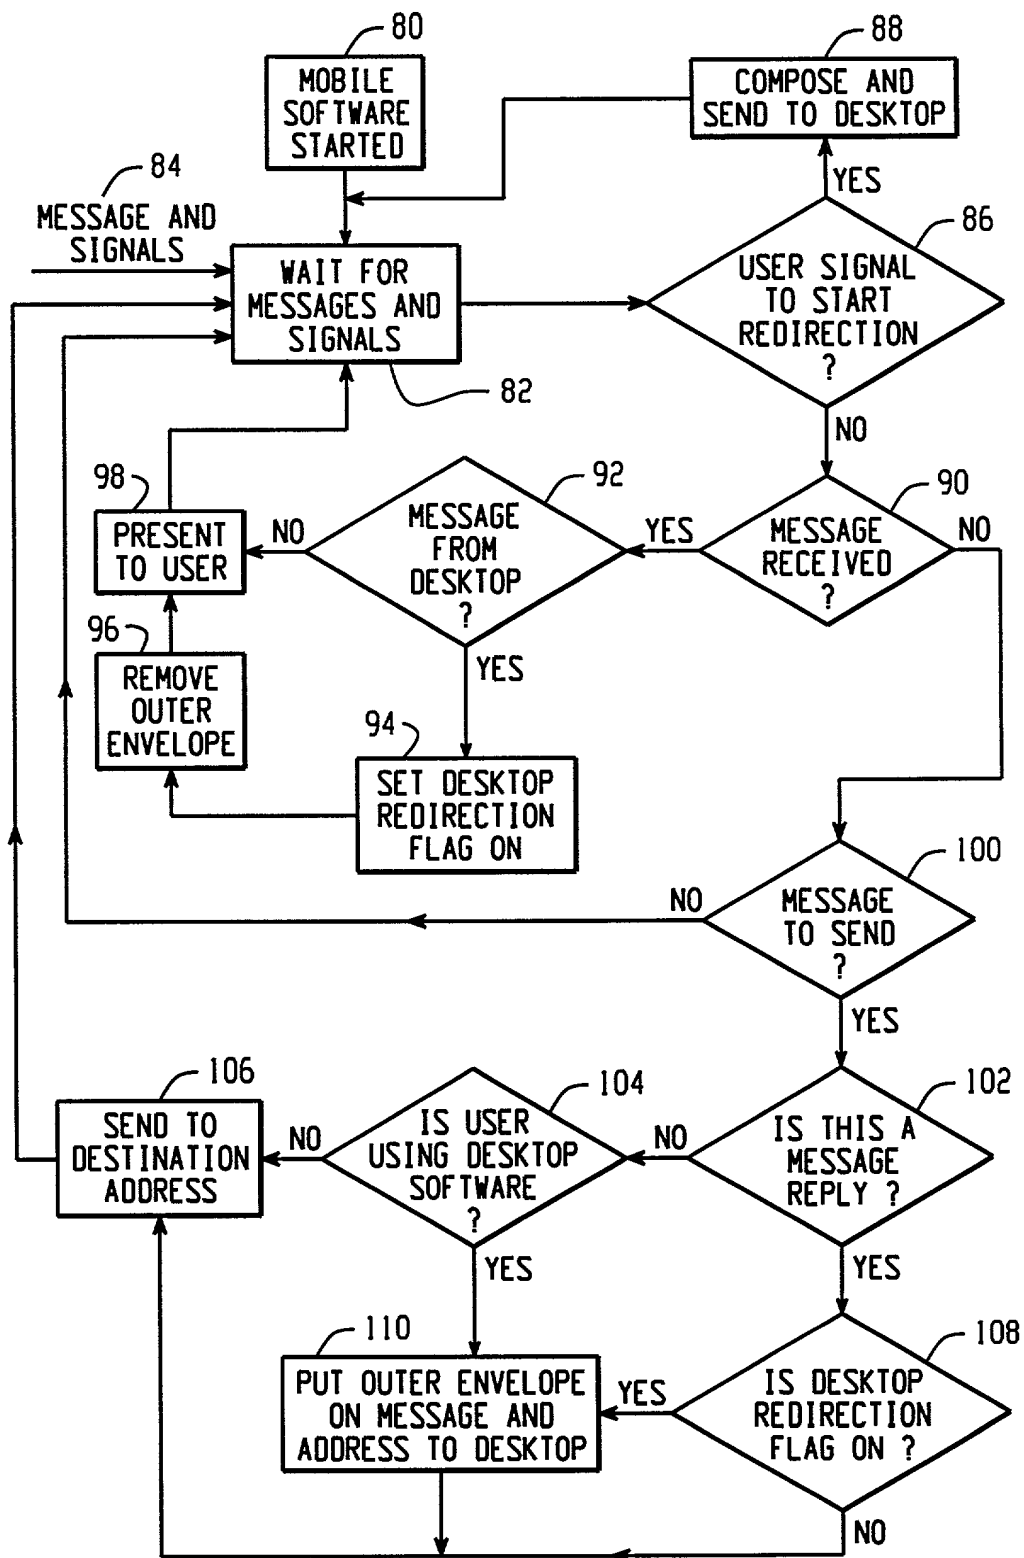 80
MOBILE
SOFTWARE
STARTED
88
COMPOSE AND
SEND TO DESKTOP
YES
84
MESSAGE AND
SIGNALS
86
USER SIGNAL
TO START
REDIRECTION
?
WAIT FOR
MESSAGES AND
SIGNALS
82
NO
98
PRESENT
TO USER
NO
92
MESSAGE
FROM
DESKTOP
?
YES
90
MESSAGE
RECEIVED
?
NO
96
REMOVE
OUTER
ENVELOPE
YES
94
SET DESKTOP
REDIRECTION
FLAG ON
100
MESSAGE
TO SEND
?
NO
YES
106
SEND TO
DESTINATION
ADDRESS
NO
104
IS USER
USING DESKTOP
SOFTWARE
?
NO
102
IS THIS A
MESSAGE
REPLY ?
YES
YES
110
PUT OUTER ENVELOPE
ON MESSAGE AND
ADDRESS TO DESKTOP
YES
108
IS DESKTOP
REDIRECTION
FLAG ON ?
NO